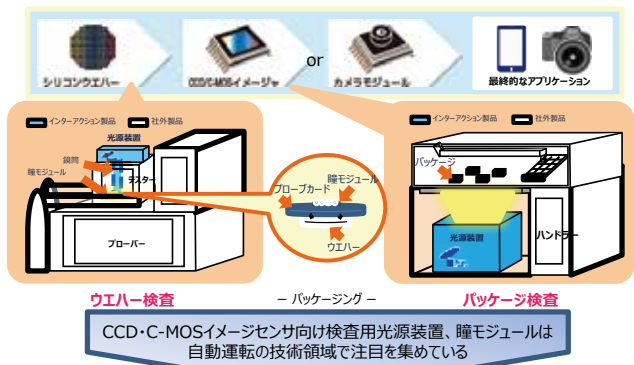 シリコンウエハー
CCD/C-MOSイメージャ
or
カメラモジュール
最終的なアプリケーション
インターアクション製品
社外製品
光源装置
鏡筒
瞳モジュール
テスター
プローバー
プローブカード
瞳モジュール
ウエハー
インターアクション製品
社外製品
パッケージ
光源装置
ハンドラー
ウエハー検査
－ パッケージング －
パッケージ検査
CCD・C-MOSイメージセンサ向け検査用光源装置、瞳モジュールは
自動運転の技術領域で注目を集めている